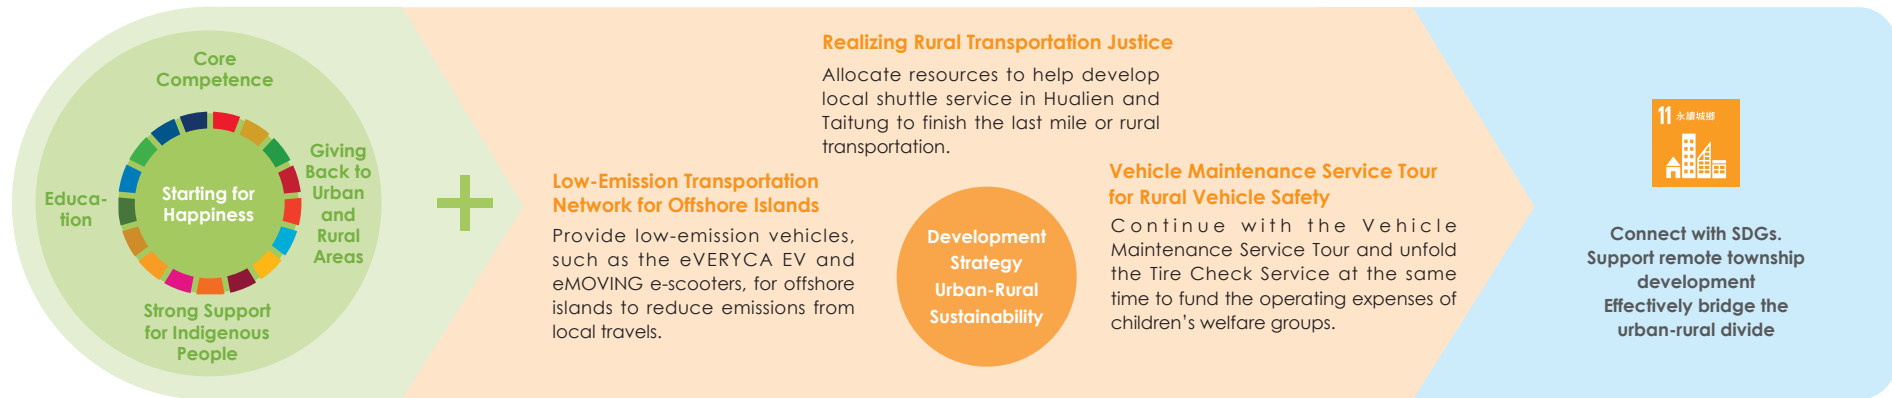 Core
Competence
Educa-
tion
Starting for
Happiness
Giving
Back to
Urban
and
Rural
Areas
Strong Support
for Indigenous
People
Low-Emission Transportation
Network for Offshore Islands
Provide low-emission vehicles,
such as the eVERYCA EV and
eMOVING e-scooters, for offshore
islands to reduce emissions from
local travels.
Realizing Rural Transportation Justice
Allocate resources to help develop
local shuttle service in Hualien and
Taitung to finish the last mile or rural
transportation.
Development
Strategy
Urban-Rural
Sustainability
Vehicle Maintenance Service Tour
for Rural Vehicle Safety
Continue with the Vehicle
Maintenance Service Tour and unfold
the Tire Check Service at the same
time to fund the operating expenses of
children’s welfare groups.
11 永續城鄉
Connect with SDGs.
Support remote township
development
Effectively bridge the
urban-rural divide